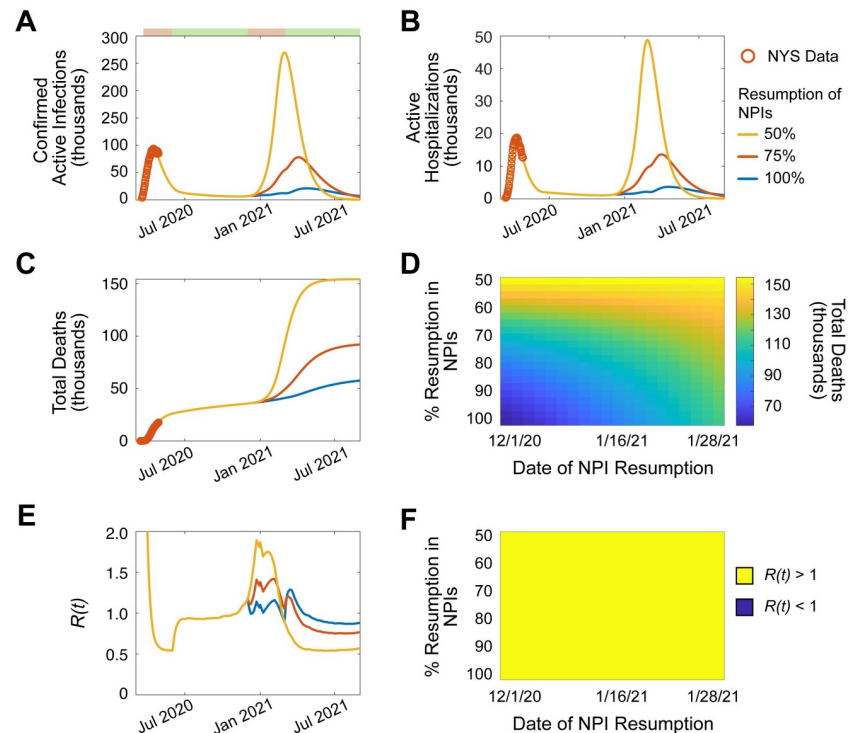 A
Confirmed
Active Infections
(thousands)
300
250
200
150
100
50
0
Jul 2020
Jan 2021
Jul 2021
B
Active
Hospitalizations
(thousands)
50
40
30
20
10
0
Jul 2020
Jan 2021
Jul 2021
NYS Data
Resumption of
NPIs
50%
75%
100%
C
Total Deaths
(thousands)
150
100
50
0
Jul 2020
Jan 2021
Jul 2021
D
% Resumption in
NPIs
50
60
70
80
90
100
12/1/20
1/16/21
1/28/21
Date of NPI Resumption
150
130
110
90
70
Total Deaths
(thousands)
E
R(t)
2.0
1.5
1.0
0.5
0
Jul 2020
Jan 2021
Jul 2021
F
% Resumption in
NPIs
50
60
70
80
90
100
12/1/20
1/16/21
1/28/21
Date of NPI Resumption
R(t) > 1
R(t) < 1